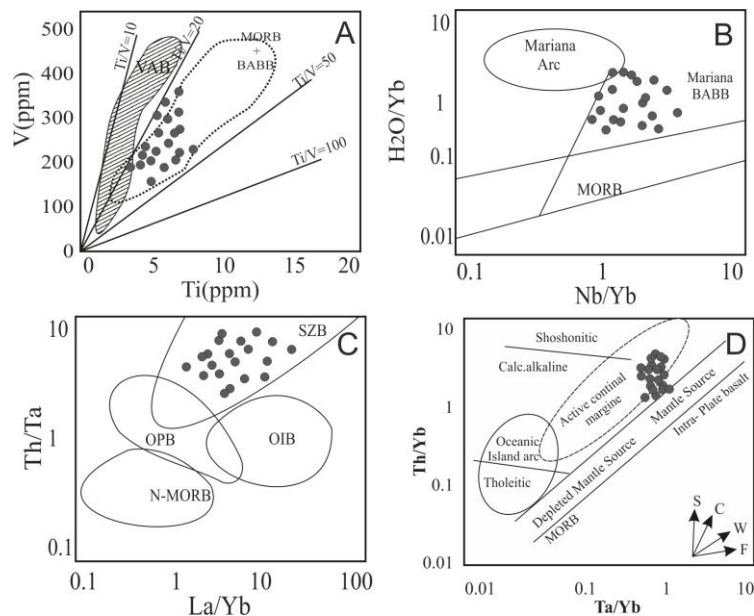 A
500
400
300
200
100
0
V(ppm)
Ti/V=10
Ti/V=20
VAB
MORB
+
BABB
Ti/V=50
Ti/V=100
0
5
10
15
20
Ti(ppm)
B
10
1
0.1
0.01
H2O/Yb
Mariana
Arc
Mariana
BABB
MORB
0.1
1
10
Nb/Yb
C
10
1
0.1
Th/Ta
SZB
OPB
OIB
N-MORB
0.1
1
10
100
La/Yb
D
10
1
0.1
0.01
Th/Yb
Shoshonitic
Calc.alkaline
Active continal
margine
Oceanic
Island arc
Tholeitic
Mantle Source
Depleted Mantle Source
Intra- Plate basalt
MORB
S
C
W
F
0.01
0.1
1
10
Ta/Yb